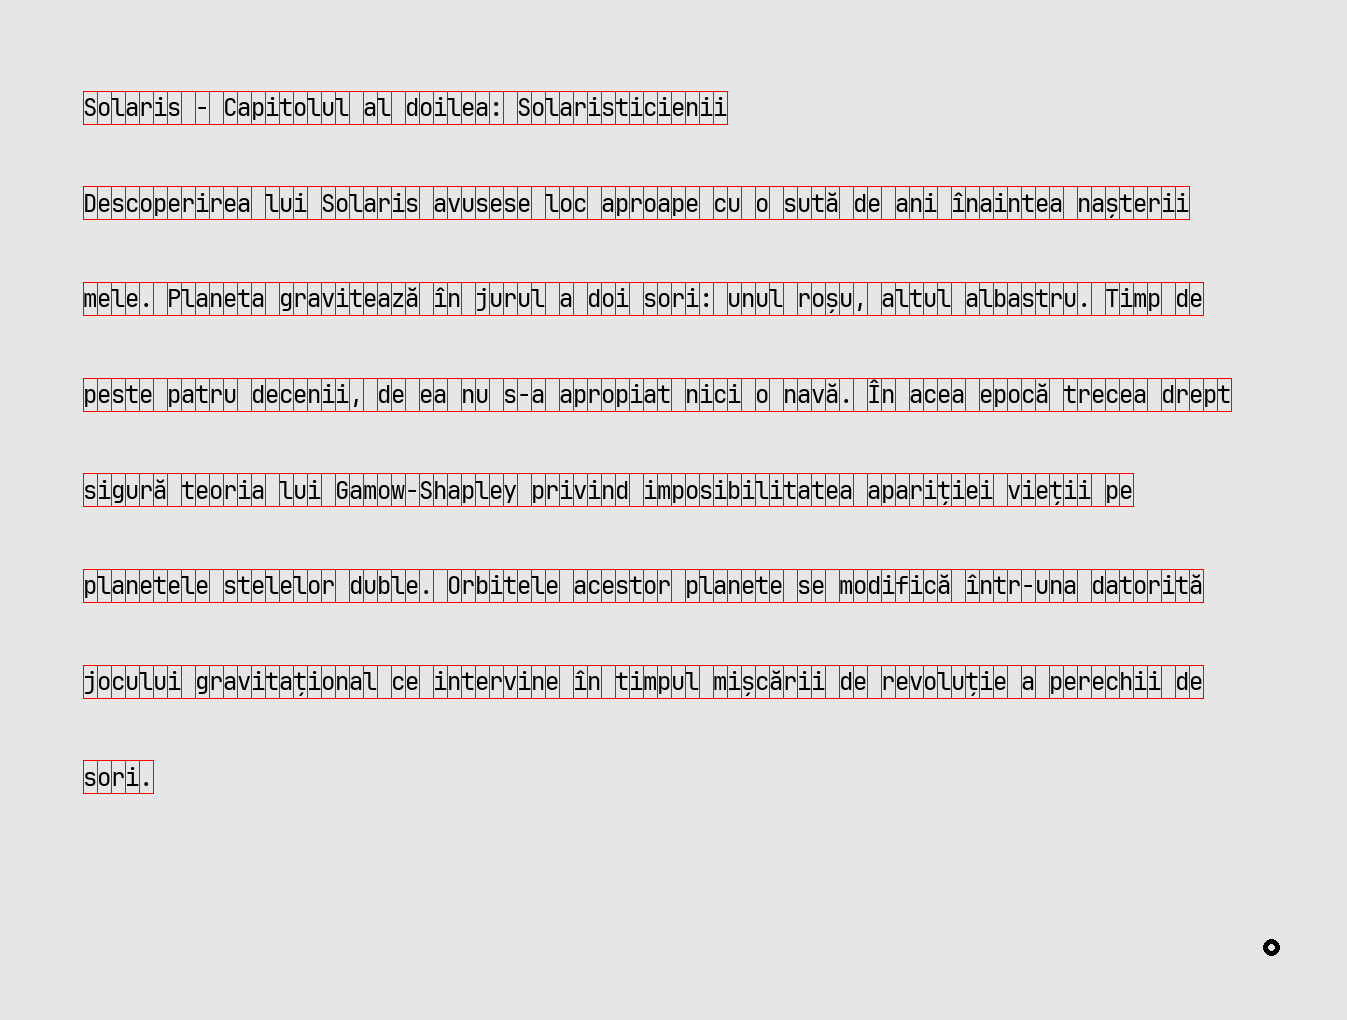 Solaris - Capitolul al doilea: Solaristicienii
Descoperirea lui Solaris avusese loc aproape cu o sută de ani înaintea nașterii
mele. Planeta gravitează în jurul a doi sori: unul roșu, altul albastru. Timp de
peste patru decenii, de ea nu s-a apropiat nici o navă. În acea epocă trecea drept
sigură teoria lui Gamow-Shapley privind imposibilitatea apariției vieții pe
planetele stelelor duble. Orbitele acestor planete se modifică într-una datorită
jocului gravitațional ce intervine în timpul mișcării de revoluție a perechii de
sori.